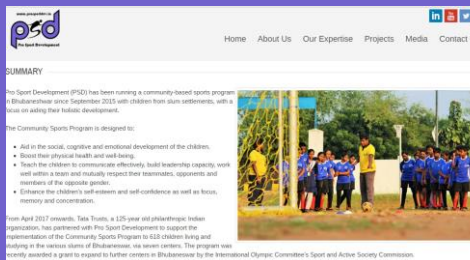 www.prosportdev.in
psd
Pro Sport Development
in
Home About Us Our Expertise Projects Media Contact
SUMMARY
Pro Sport Development (PSD) has been running a community-based sports program
in Bhubaneswar since September 2015 with children from slum settlements, with a
focus on aiding their holistic development.
The Community Sports Program is designed to:
Aid in the social, cognitive and emotional development of the children.
Boost their physical health and well-being.
Teach the children to communicate effectively, build leadership capacity, work
well within a team and mutually respect their teammates, opponents and
members of the opposite gender.
Enhance the children's self-esteem and self-confidence as well as focus,
memory and concentration.
From April 2017 onwards, Tata Trusts, a 125-year old philanthropic Indian
organization, has partnered with Pro Sport Development to support the
implementation of the Community Sports Program to 618 children living and
studying in the various slums of Bhubaneswar, via seven centers. The program was
recently awarded a grant to expand to further centers in Bhubaneswar by the International Olympic Committee's Sport and Active Society Commission.